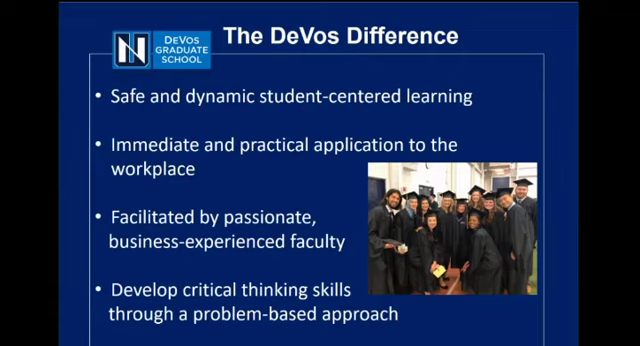 The DeVos Difference
N DEVOS
GRADUATE
SCHOOL
• Safe and dynamic student-centered learning
• Immediate and practical application to the
workplace
• Facilitated by passionate,
business-experienced faculty
• Develop critical thinking skills
through a problem-based approach